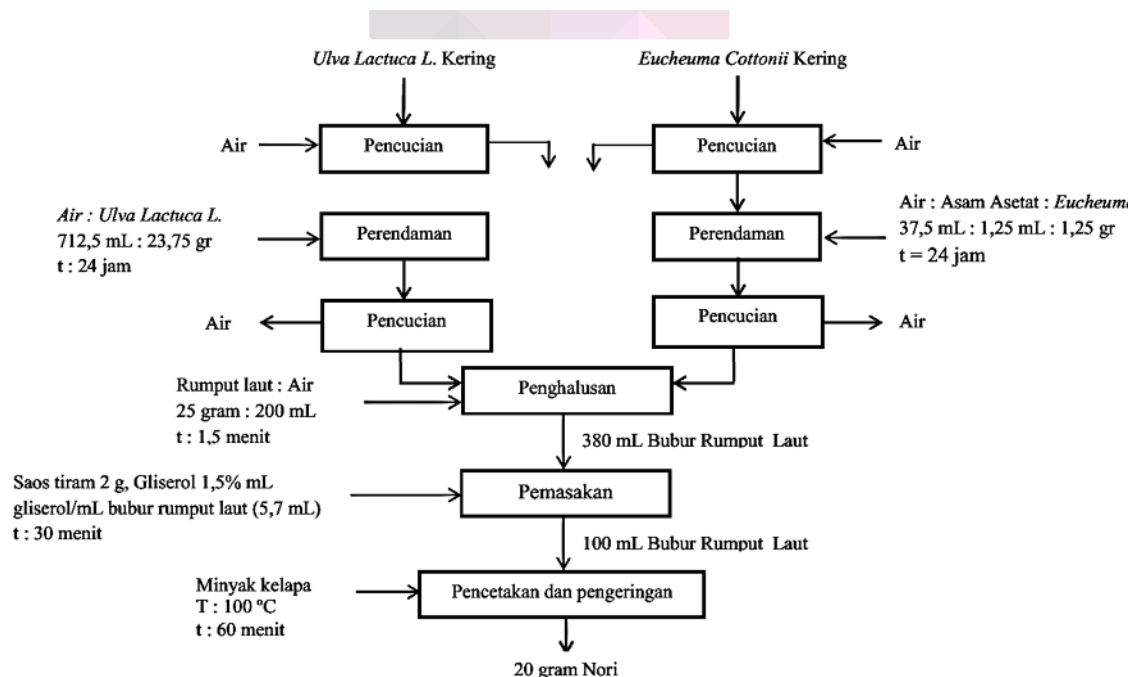 Ulva Lactuca L. Kering
Eucheuma Cottonii Kering
Air
Pencucian
Pencucian
Air
Air : Ulva Lactuca L.
712,5 mL : 23,75 gr
t : 24 jam
Perendaman
Perendaman
Air : Asam Asetat : Eucheuma
37,5 mL : 1,25 mL : 1,25 gr
t = 24 jam
Air
Pencucian
Pencucian
Air
Rumput laut : Air
25 gram : 200 mL
t : 1,5 menit
Penghalusan
380 mL Bubur Rumput Laut
Saos tiram 2 g, Gliserol 1,5% mL
gliserol/mL bubur rumput laut (5,7 mL)
t : 30 menit
Pemasakan
100 mL Bubur Rumput Laut
Minyak kelapa
T : 100 °C
t : 60 menit
Pencetakan dan pengeringan
20 gram Nori